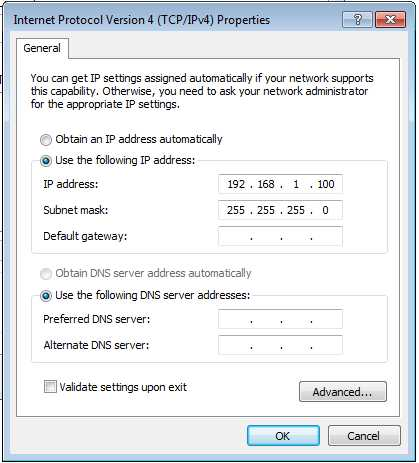 Internet Protocol Version 4 (TCP/IPv4) Properties
?
General
You can get IP settings assigned automatically if your network supports
this capability. Otherwise, you need to ask your network administrator
for the appropriate IP settings.
Obtain an IP address automatically
Use the following IP address:
IP address: 192 . 168 . 1 . 100
Subnet mask: 255 . 255 . 255 . 0
Default gateway: . . .
Obtain DNS server address automatically
Use the following DNS server addresses:
Preferred DNS server: . . .
Alternate DNS server: . . .
Validate settings upon exit
Advanced...
OK Cancel